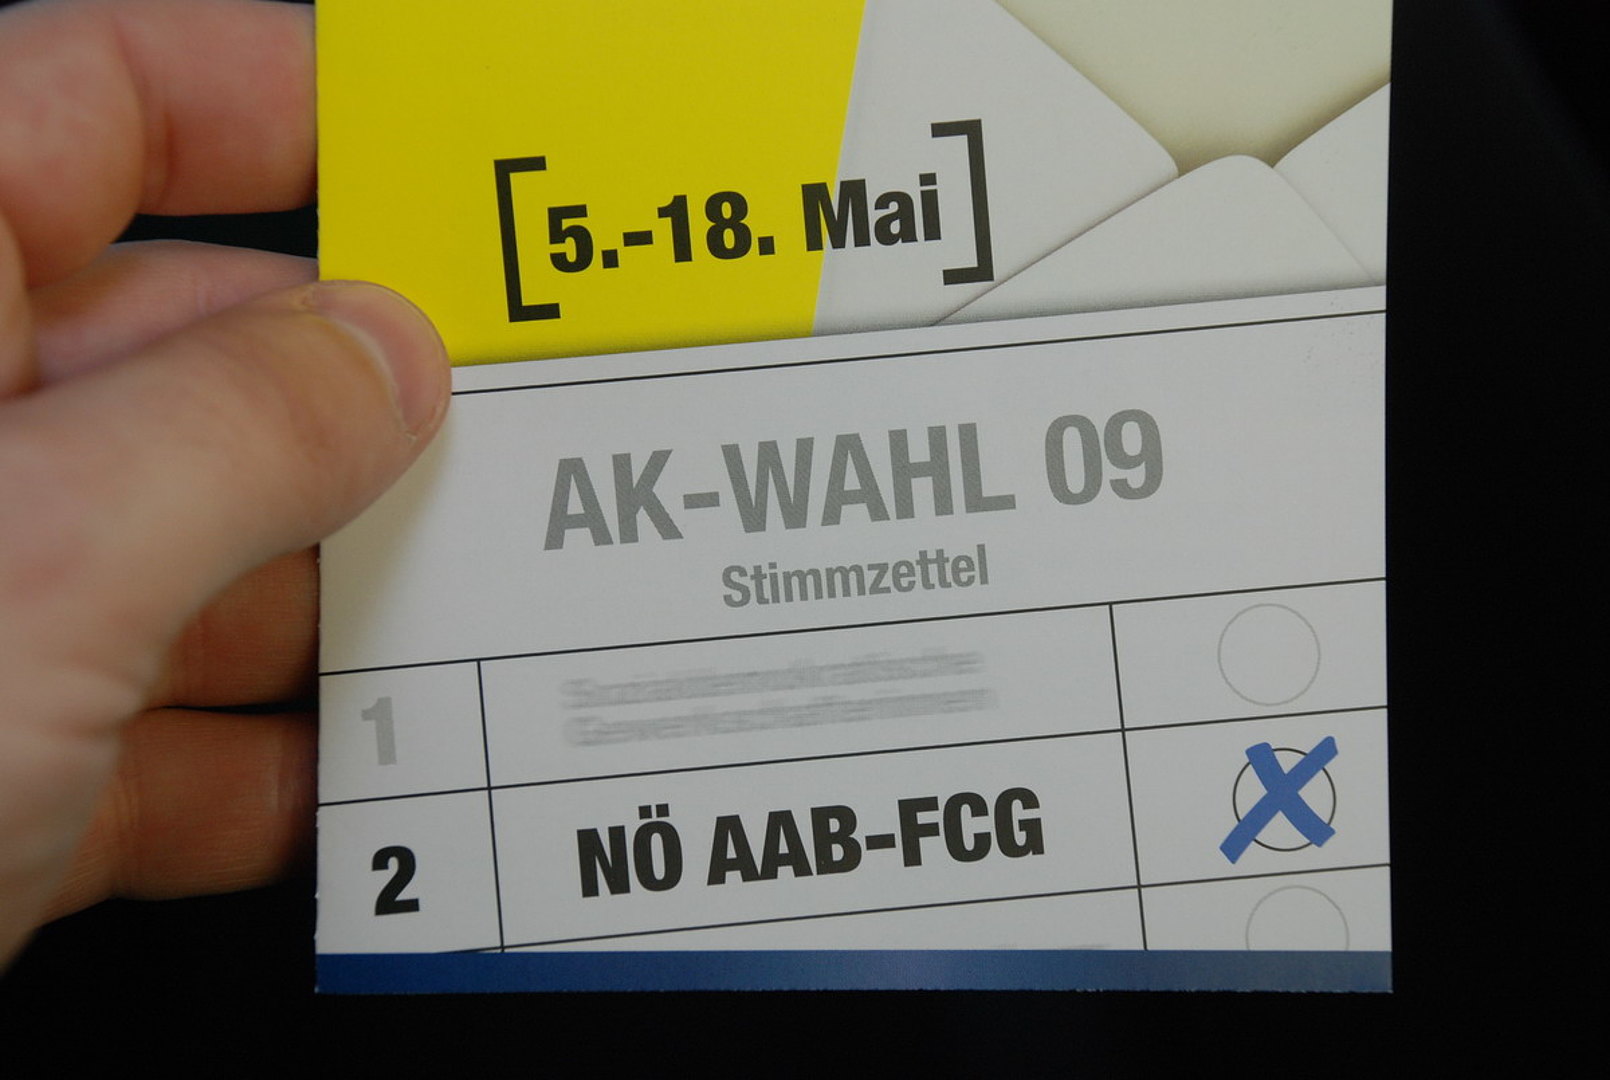 [5.-18. Mai]
AK-WAHL 09
Stimmzettel
1
2 NÖ AAB-FCG